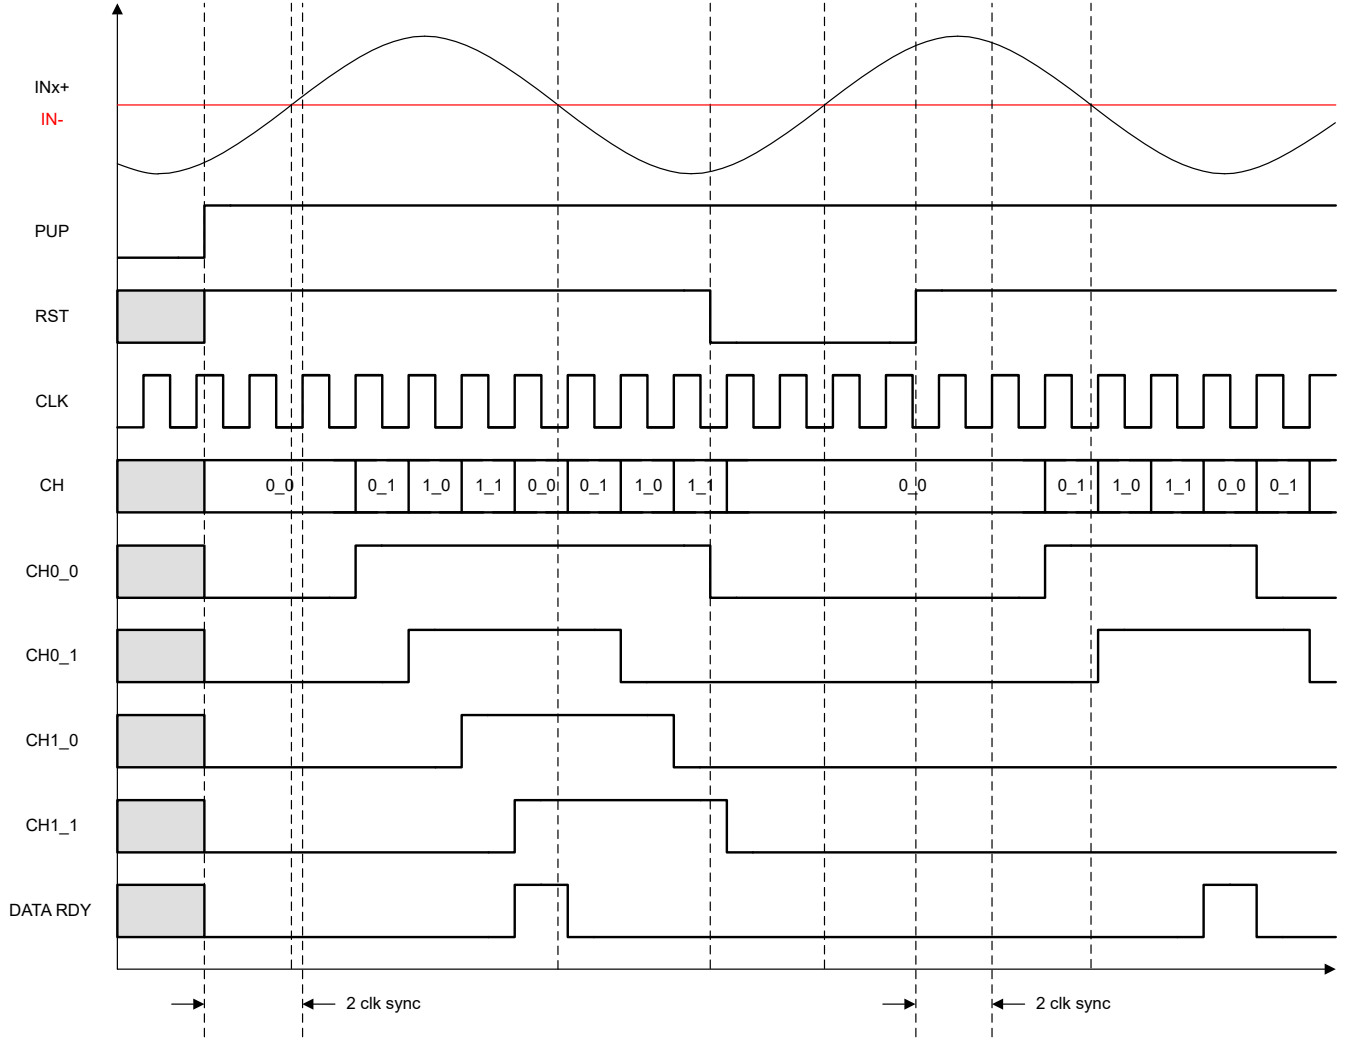 INx+
IN-
PUP
RST
CLK
CH
0_0 0_1 1_0 1_1 0_0 0_1 1_0 1_1 0_0 0_1 1_0 1_1 0_0 0_1
CH0_0
CH0_1
CH1_0
CH1_1
DATA RDY
2 clk sync 2 clk sync